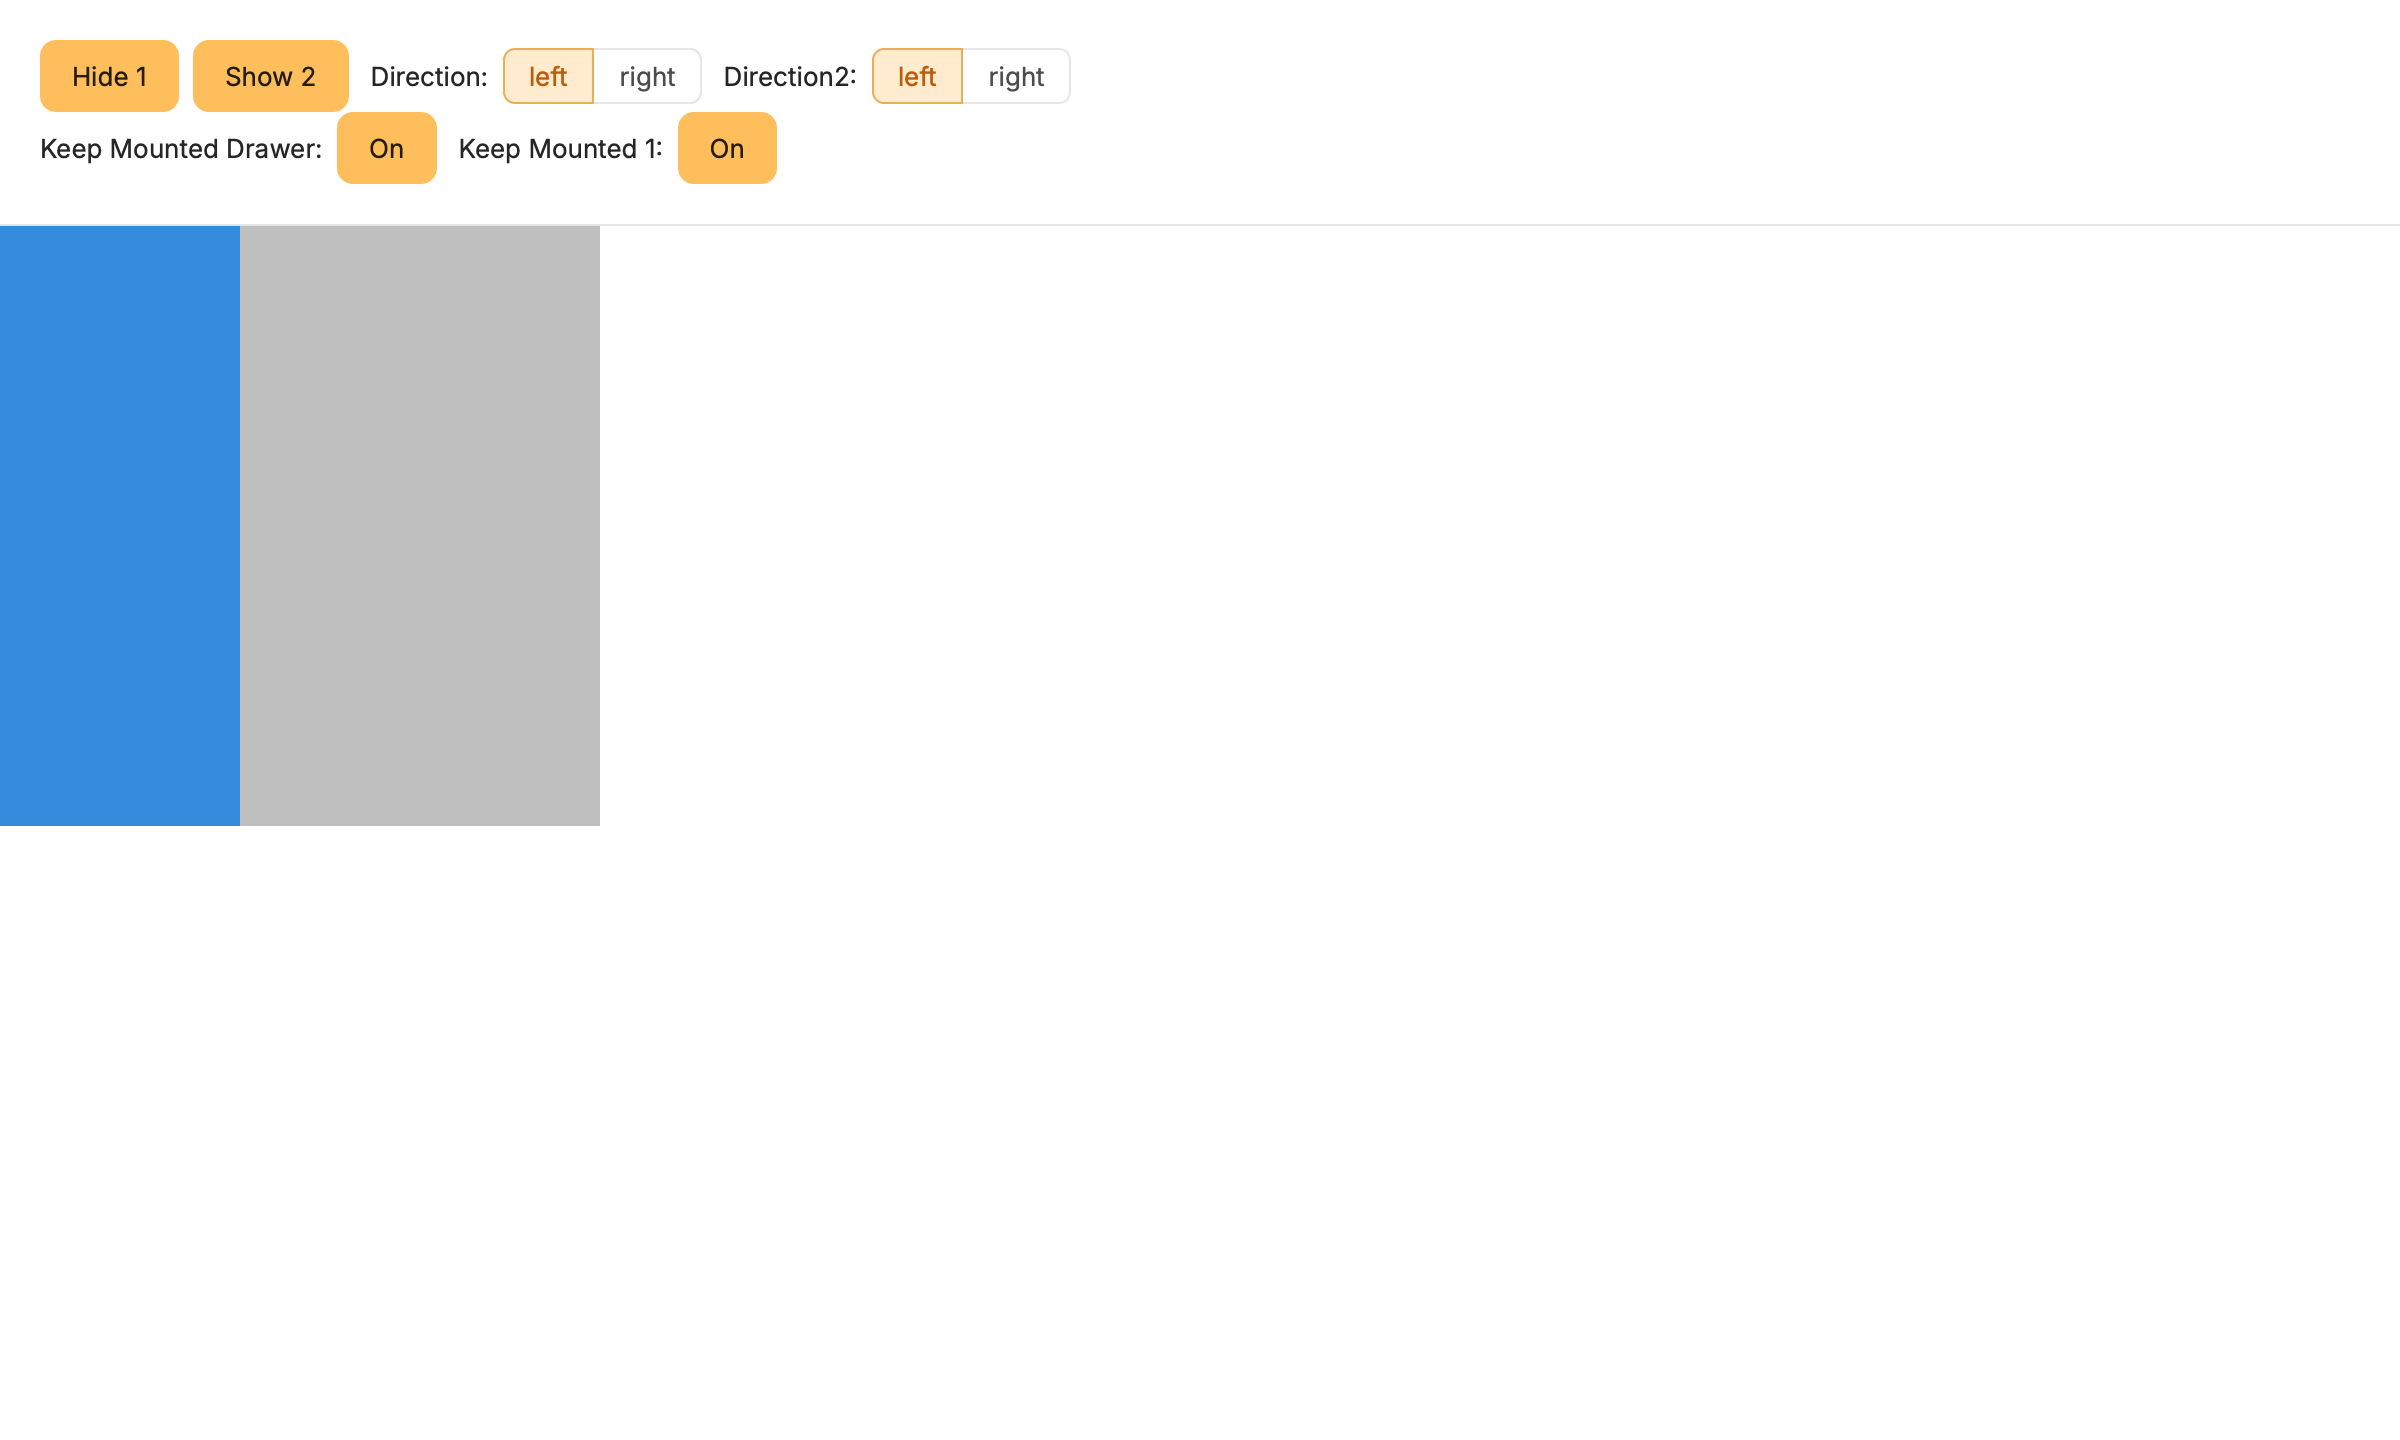 Hide 1 Show 2 Direction: left right Direction2: left right
Keep Mounted Drawer: On Keep Mounted 1: On